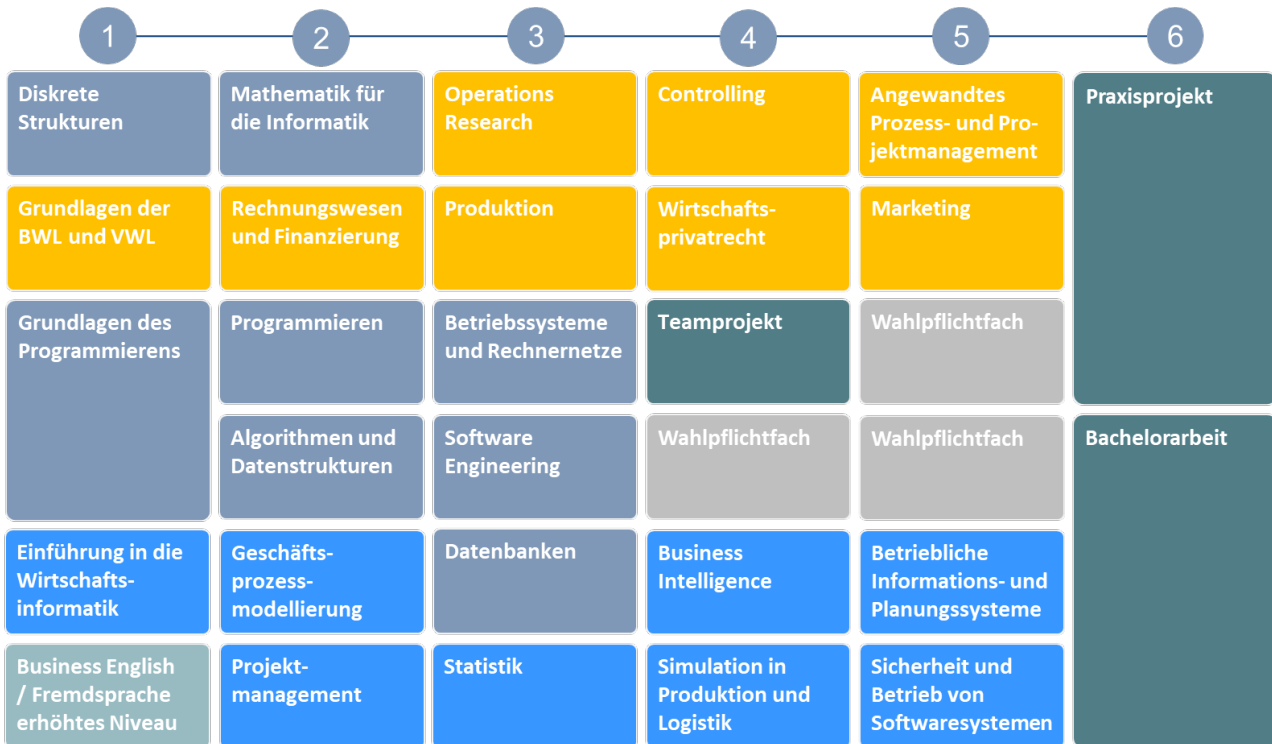 1
2
3
4
5
6
Diskrete
Strukturen
Mathematik für
die Informatik
Operations
Research
Controlling
Angewandtes
Prozess- und Pro-
jektmanagement
Praxisprojekt
Grundlagen der
BWL und VWL
Rechnungswesen
und Finanzierung
Produktion
Wirtschafts-
privatrecht
Marketing
Grundlagen des
Programmierens
Programmieren
Betriebssysteme
und Rechnernetze
Teamprojekt
Wahlpflichtfach
Algorithmen und
Datenstrukturen
Software
Engineering
Wahlpflichtfach
Wahlpflichtfach
Bachelorarbeit
Einführung in die
Wirtschafts-
informatik
Geschäfts-
prozess-
modellierung
Datenbanken
Business
Intelligence
Betriebliche
Informations- und
Planungssysteme
Business English
/ Fremdsprache
erhöhtes Niveau
Projekt-
management
Statistik
Simulation in
Produktion und
Logistik
Sicherheit und
Betrieb von
Softwaresystemen